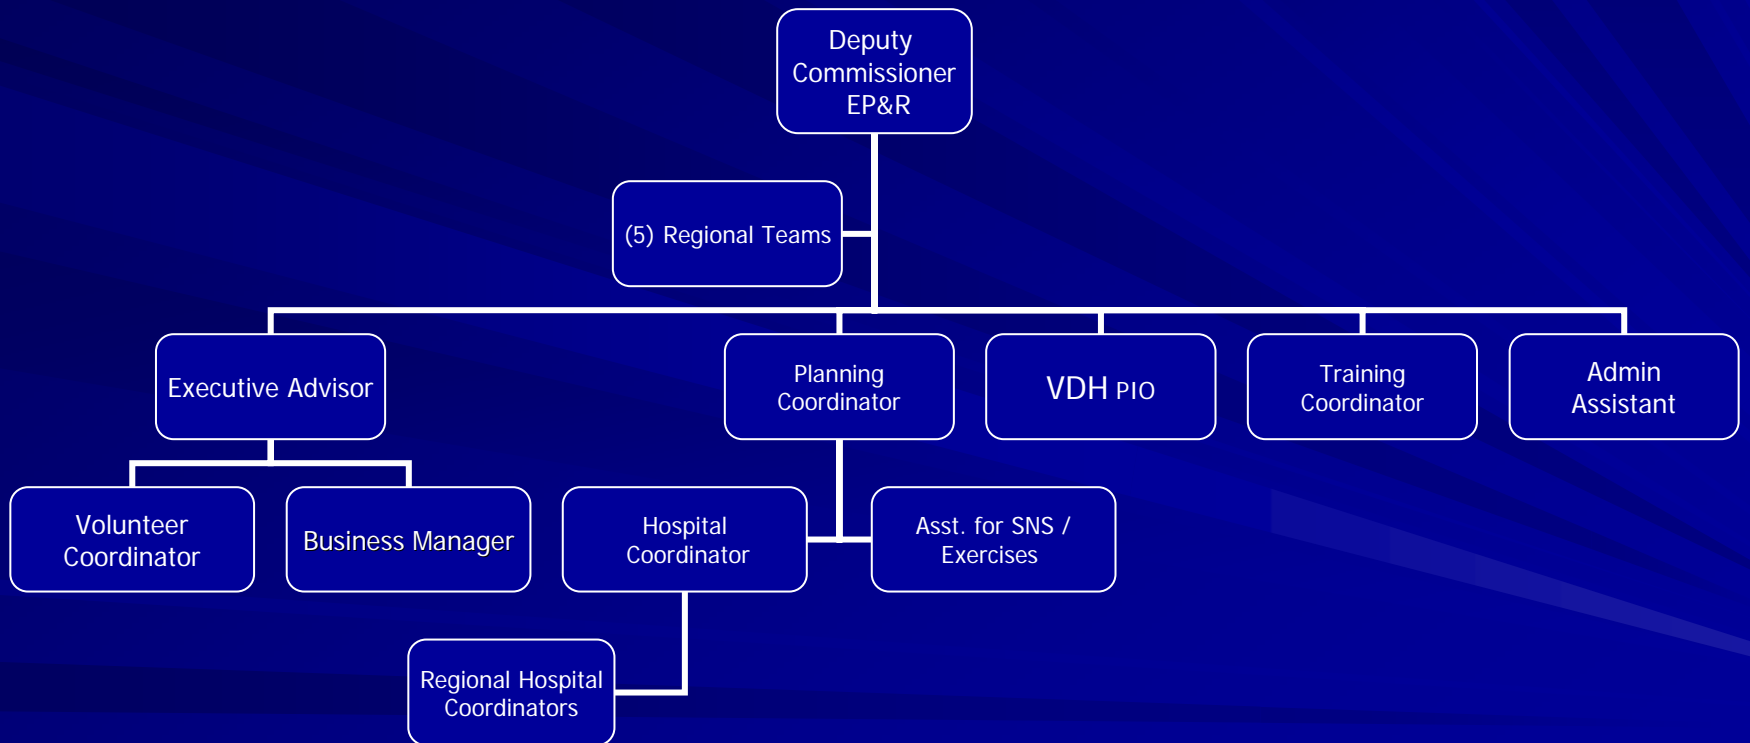 Deputy
Commissioner
EP&R
(5) Regional Teams
Executive Advisor
Planning
Coordinator
VDH PIO
Training
Coordinator
Admin
Assistant
Volunteer
Coordinator
Business Manager
Hospital
Coordinator
Asst. for SNS /
Exercises
Regional Hospital
Coordinators